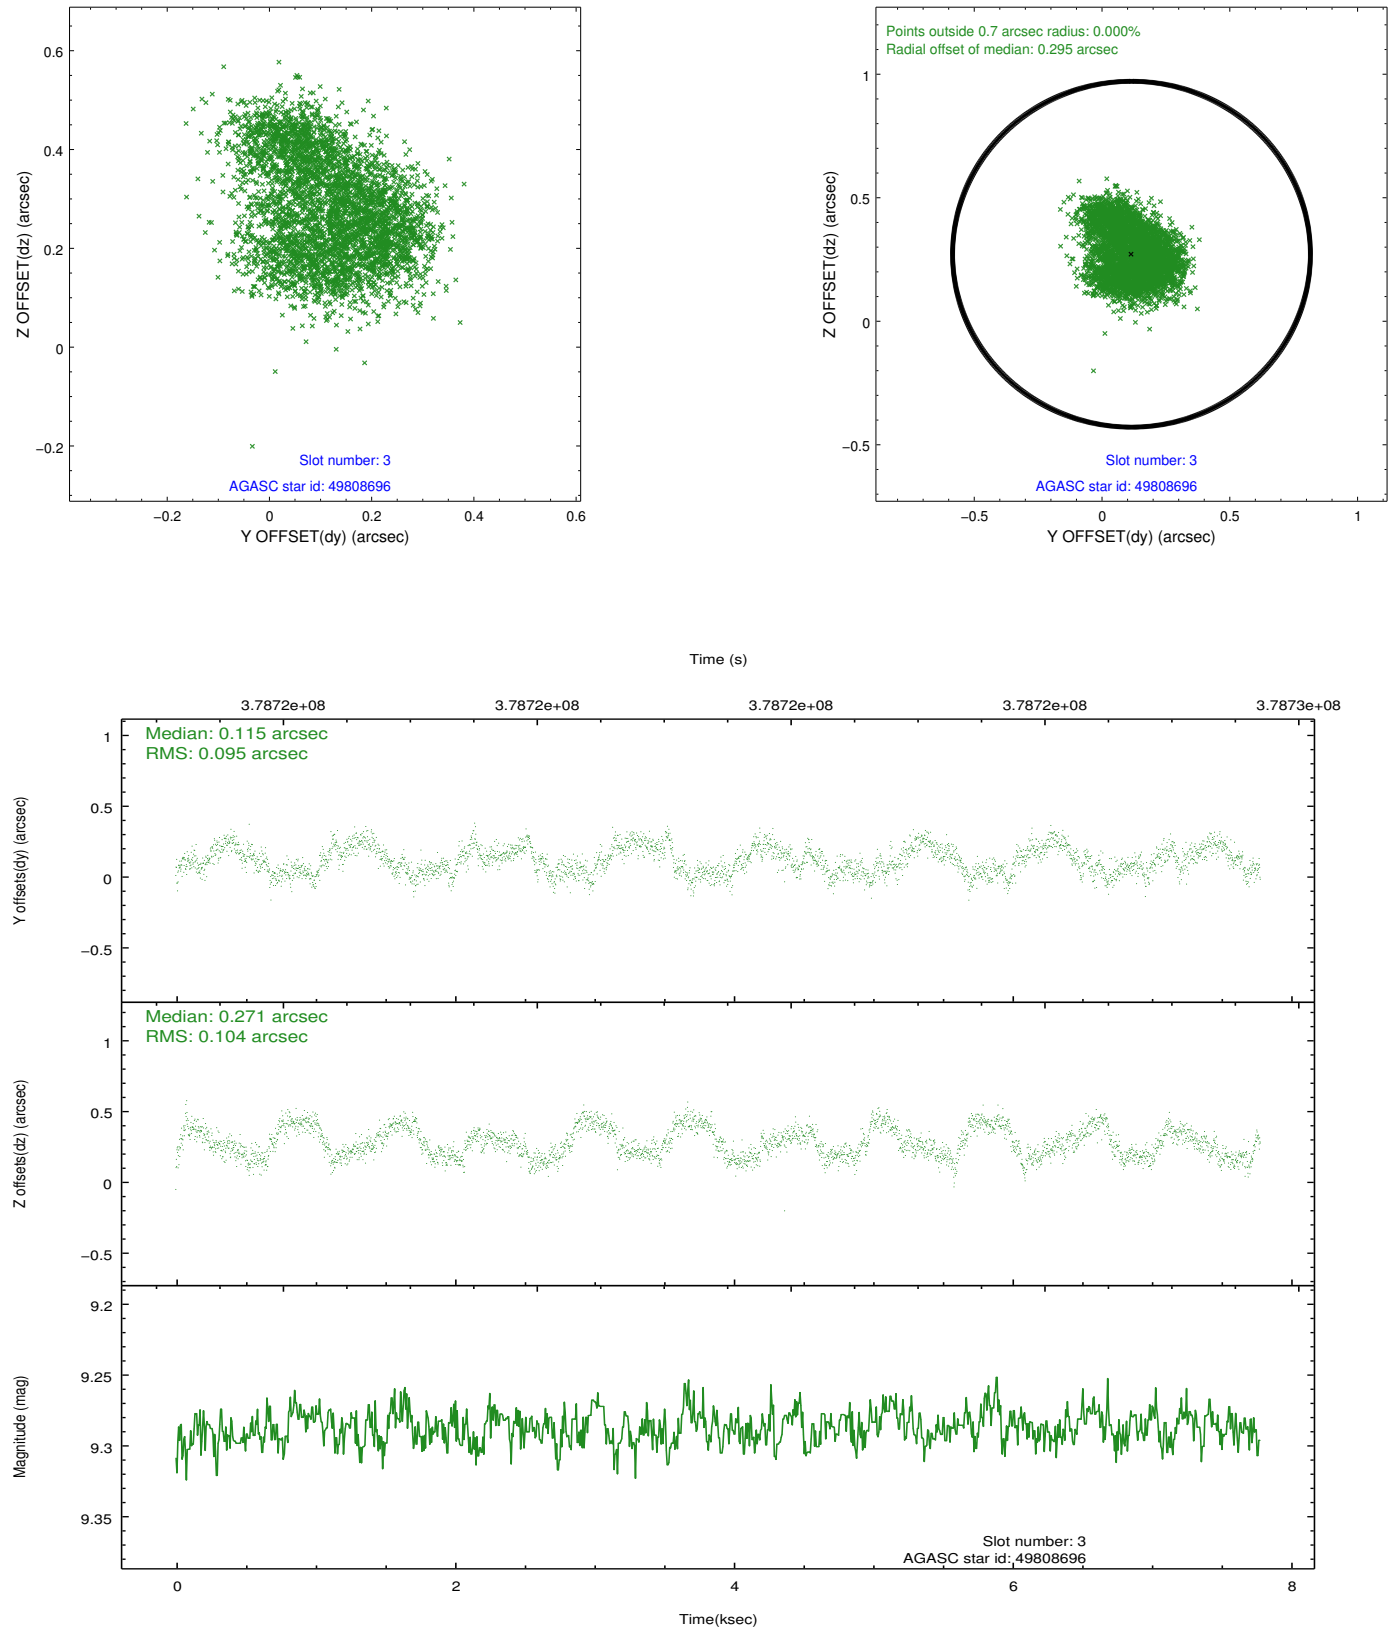 0.6
0.4
0.2
0
−0.2
Z OFFSET(dz) (arcsec)
Slot number: 3
AGASC star id: 49808696
−0.2 0 0.2 0.4 0.6
Y OFFSET(dy) (arcsec)
Points outside 0.7 arcsec radius: 0.000%
Radial offset of median: 0.295 arcsec
1
0.5
0
−0.5
Z OFFSET(dz) (arcsec)
Slot number: 3
AGASC star id: 49808696
−0.5 0 0.5 1
Y OFFSET(dy) (arcsec)
Time (s)
3.7872e+08 3.7872e+08 3.7872e+08 3.7872e+08 3.7873e+08
Median: 0.115 arcsec
RMS: 0.095 arcsec
1
0.5
0
−0.5
Y offsets(dy) (arcsec)
Median: 0.271 arcsec
RMS: 0.104 arcsec
1
0.5
0
−0.5
Z offsets(dz) (arcsec)
9.2
9.25
9.3
9.35
Magnitude (mag)
Slot number: 3
AGASC star id: 49808696
0 2 4 6 8
Time(ksec)